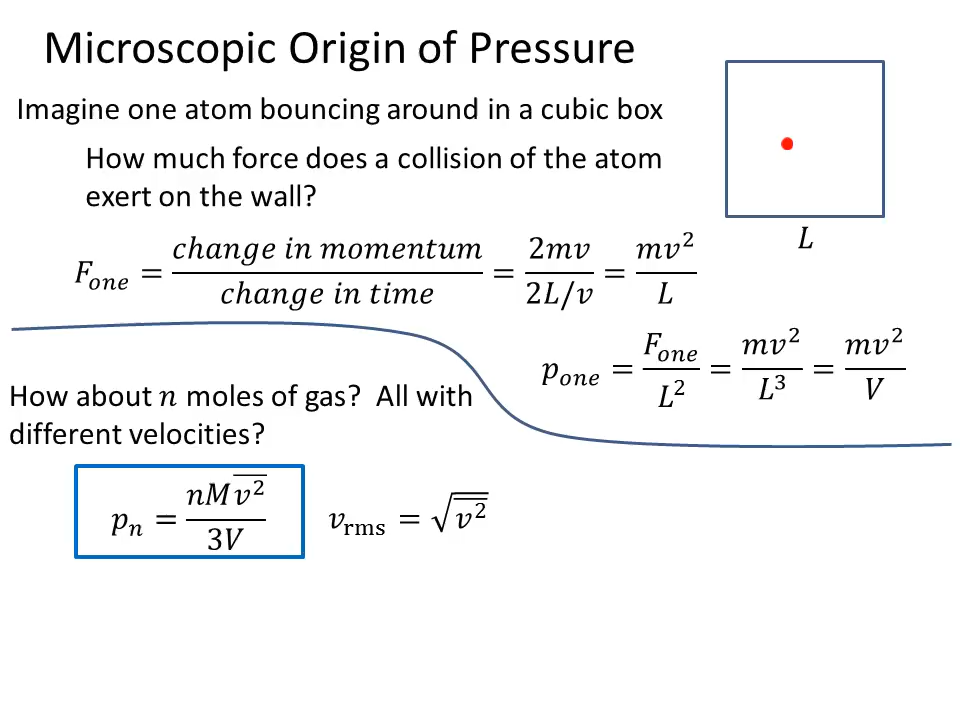 Microscopic Origin of Pressure
Imagine one atom bouncing around in a cubic box
How much force does a collision of the atom
exert on the wall?
L
F_one = change in momentum / change in time = 2mv / 2L/v = mv² / L
p_one = F_one / L² = mv² / L³ = mv² / V
How about n moles of gas? All with
different velocities?
p_n = nM\overline{v²} / 3V
v_rms = √\overline{v²}